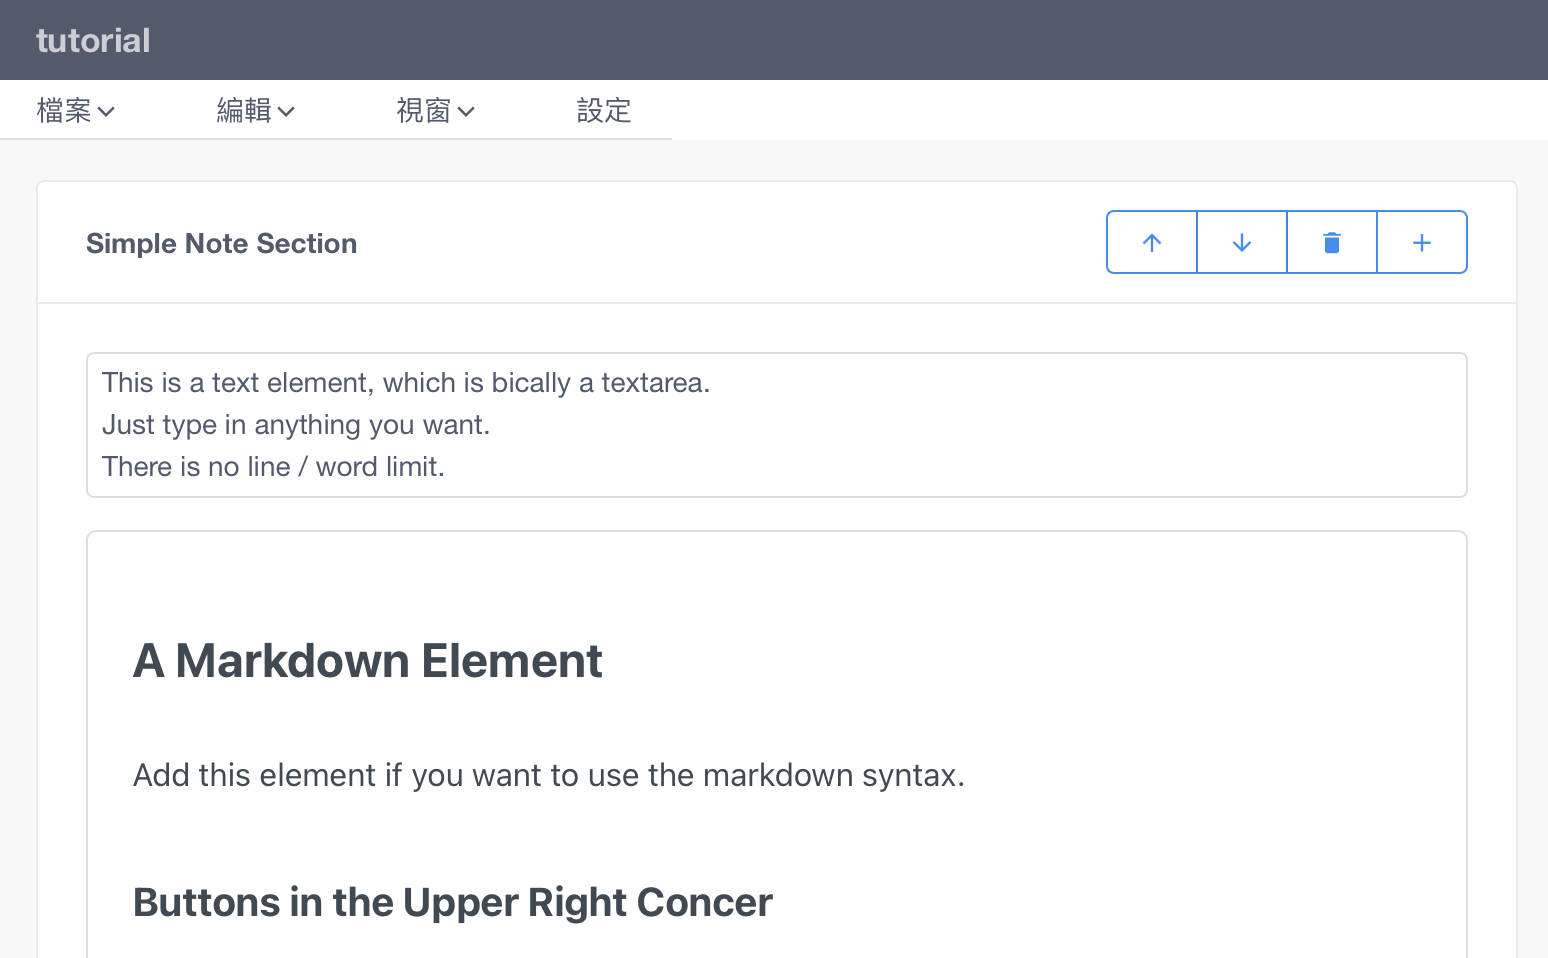 tutorial
檔案
編輯
視窗
設定
Simple Note Section
This is a text element, which is bically a textarea.
Just type in anything you want.
There is no line / word limit.
A Markdown Element
Add this element if you want to use the markdown syntax.
Buttons in the Upper Right Concer